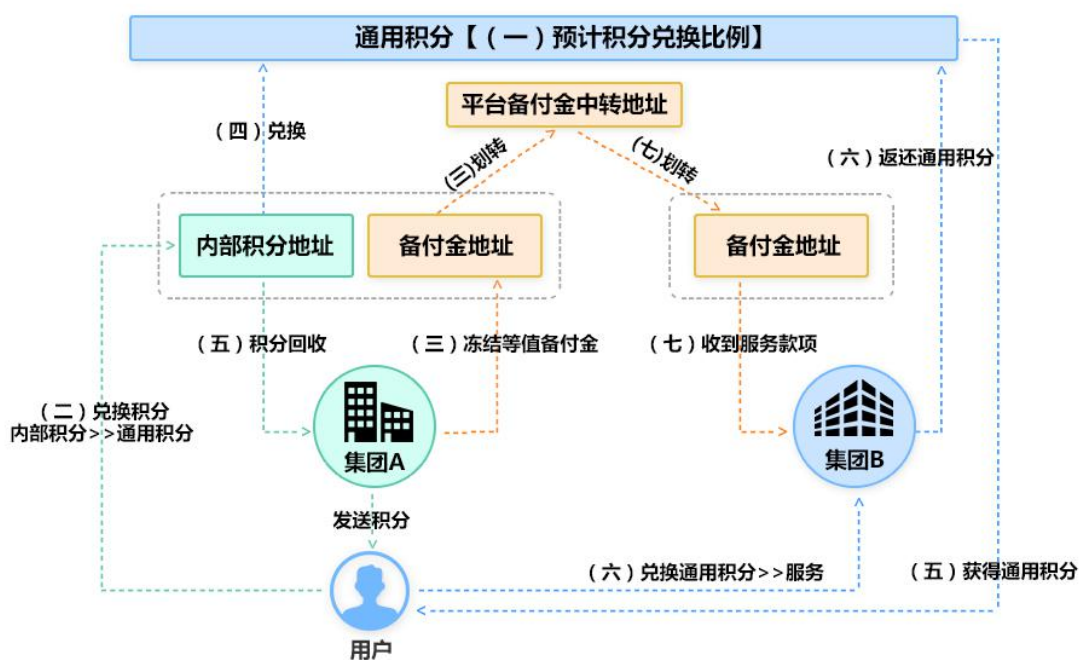 通用积分【(一)预计积分兑换比例】
平台备付金中转地址
(四)兑换
(三)划转
(七)划转
(六)返还通用积分
内部积分地址
备付金地址
备付金地址
(五)积分回收
(三)冻结等值备付金
(七)收到服务款项
(二)兑换积分
内部积分>>通用积分
集团A
集团B
发送积分
(六)兑换通用积分>>服务
(五)获得通用积分
用户